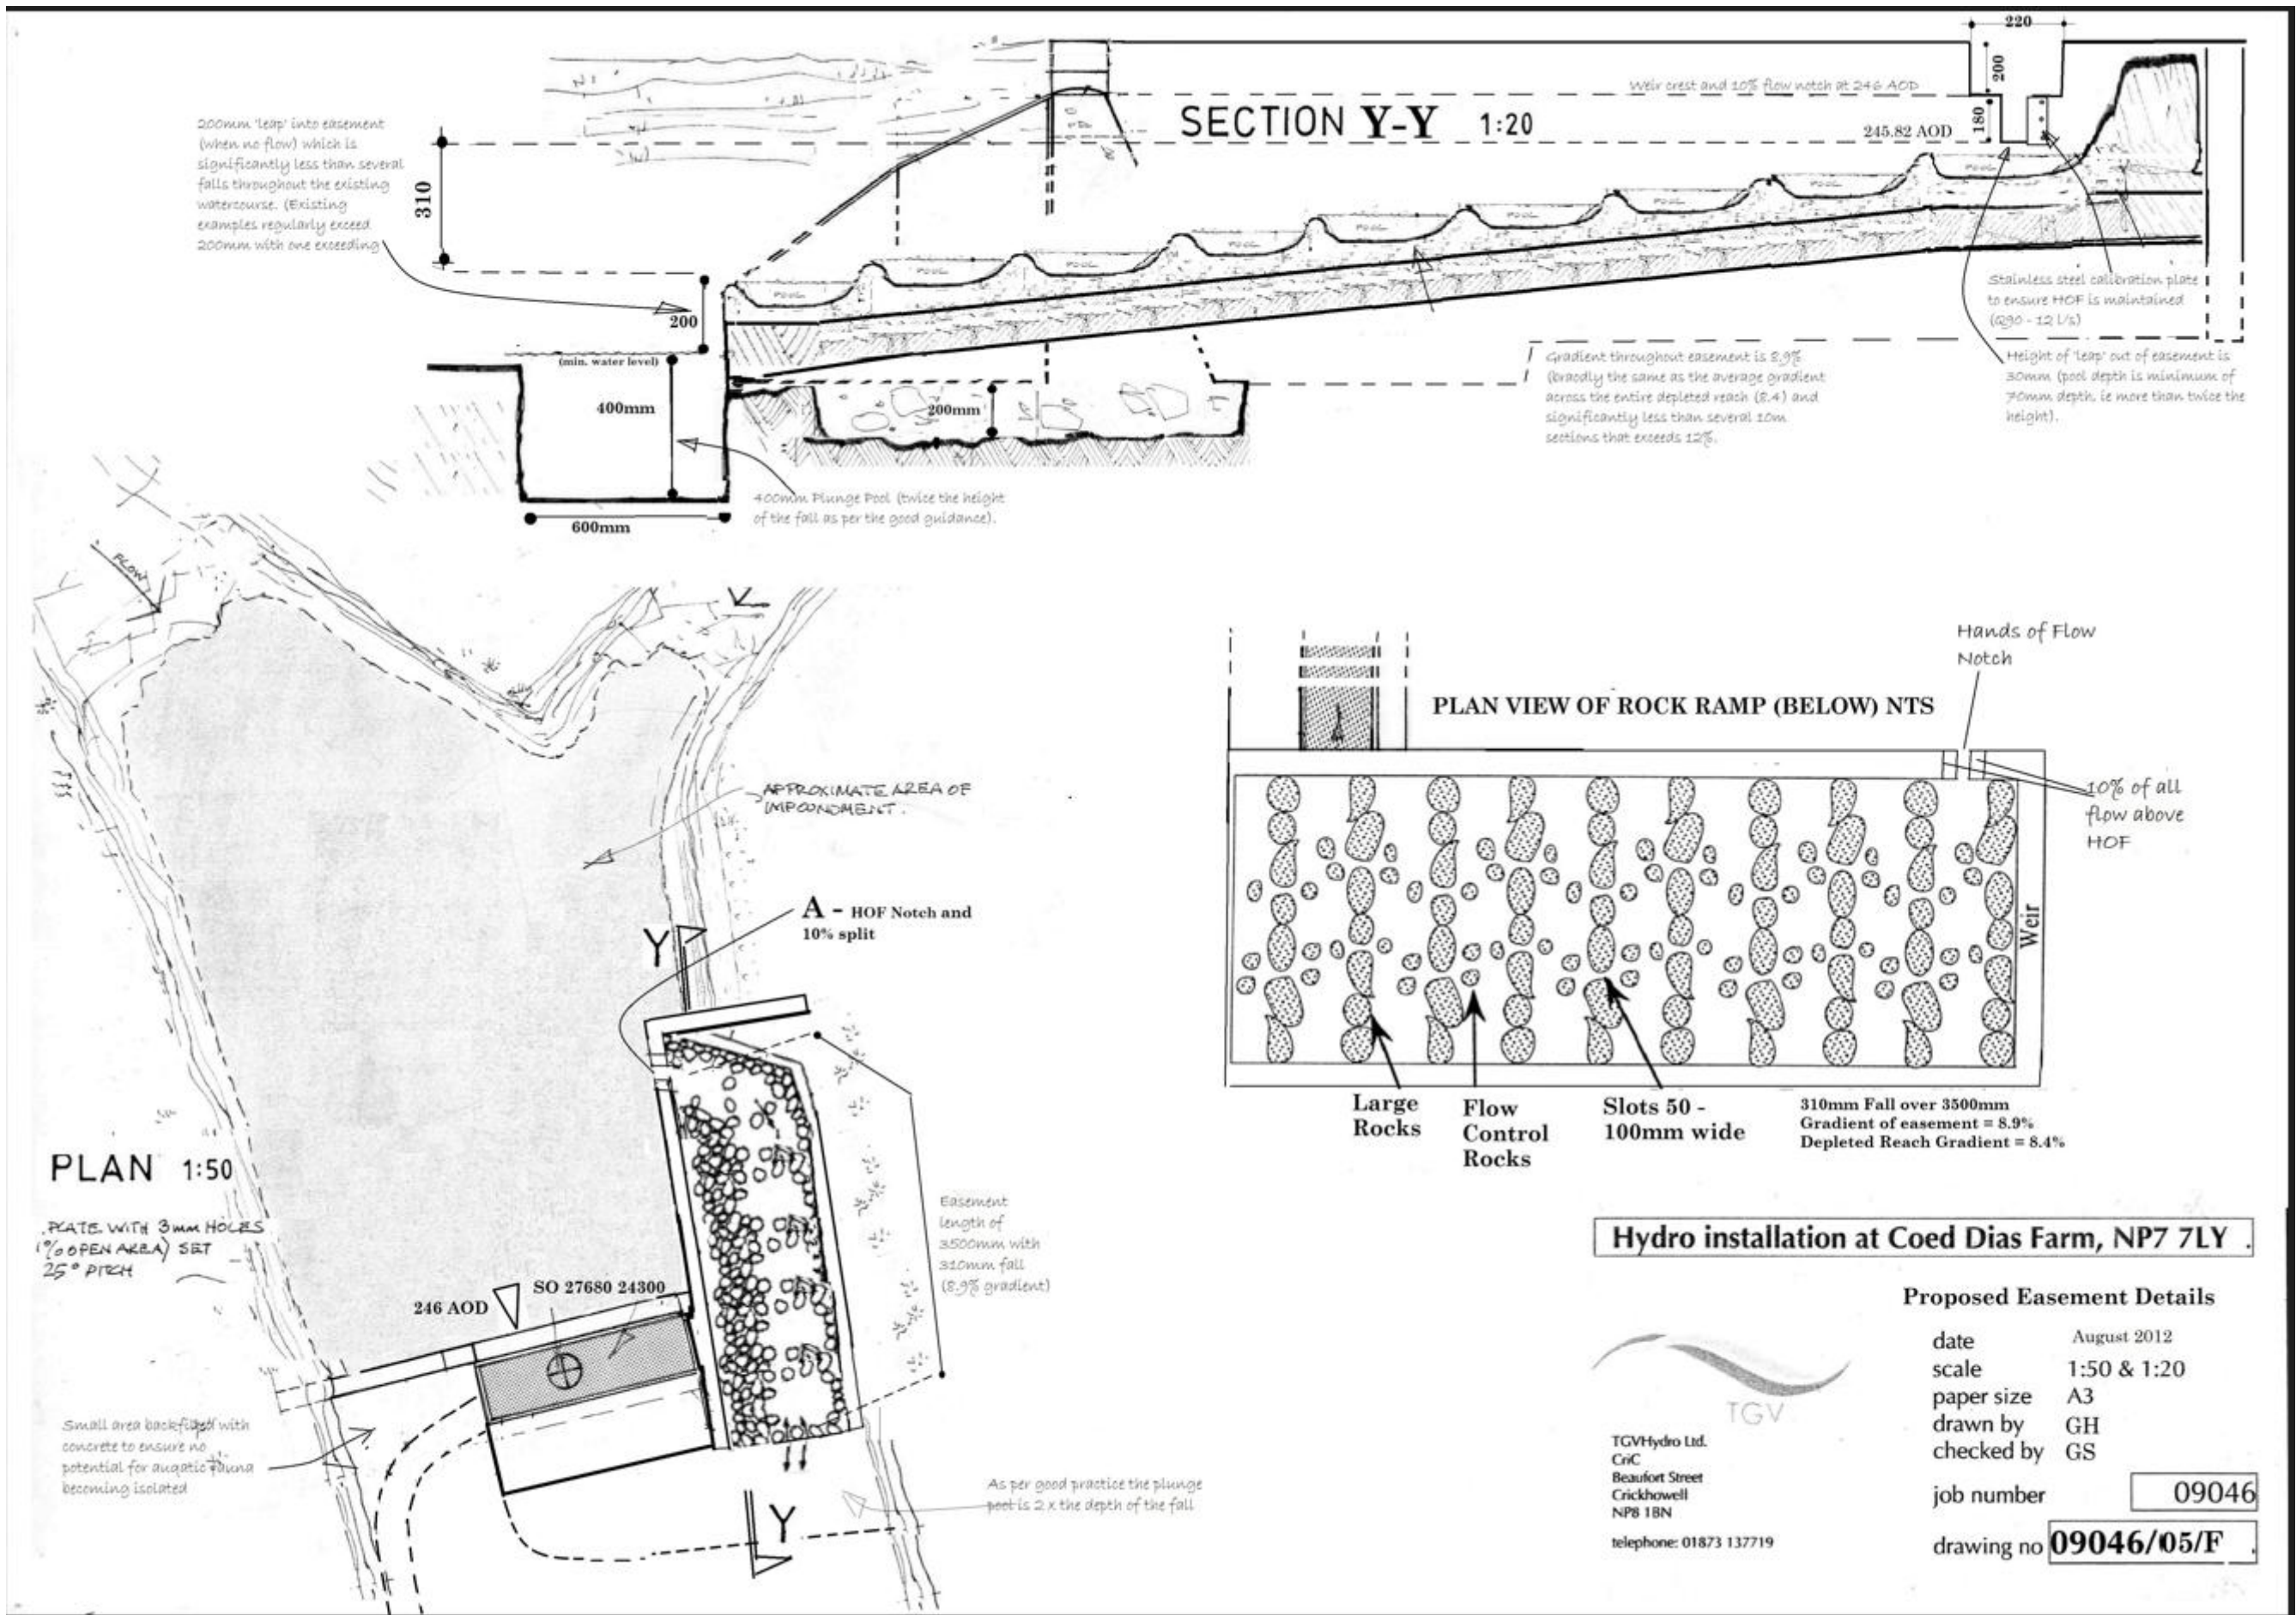 220
200
Weir crest and 10% flow notch at 246 AOD
SECTION Y-Y 1:20
180
245.82 AOD
200mm 'leap' into easement
(when no flow) which is
significantly less than several
falls throughout the existing
watercourse. (Existing
examples regularly exceed
200mm with one exceeding
310
POOL
POOL
POOL
POOL
POOL
POOL
POOL
POOL
POOL
200
(min. water level)
400mm
200mm
600mm
400mm Plunge Pool (twice the height
of the fall as per the good guidance).
Stainless steel calibration plate
to ensure HOF is maintained
(Q90 - 12 l/s)
Gradient throughout easement is 8.9%
(braodly the same as the average gradient
across the entire depleted reach (8.4) and
significantly less than several 10m
sections that exceeds 12%.
Height of 'leap' out of easement is
30mm (pool depth is minimum of
70mm depth, ie more than twice the
height).
FLOW
APPROXIMATE AREA OF
IMPOUNDMENT.
A - HOF Notch and
10% split
Y
PLAN 1:50
PLATE WITH 3mm HOLES
% OPEN AREA) SET
25° PITCH
246 AOD
SO 27680 24300
Easement
length of
3500mm with
310mm fall
(8.9% gradient)
Small area backfilled with
concrete to ensure no
potential for auqatic fauna
becoming isolated
As per good practice the plunge
pool is 2 x the depth of the fall
Y
Hands of Flow
Notch
PLAN VIEW OF ROCK RAMP (BELOW) NTS
10% of all
flow above
HOF
Weir
Large
Rocks
Flow
Control
Rocks
Slots 50 -
100mm wide
310mm Fall over 3500mm
Gradient of easement = 8.9%
Depleted Reach Gradient = 8.4%
Hydro installation at Coed Dias Farm, NP7 7LY .
Proposed Easement Details
date August 2012
scale 1:50 & 1:20
paper size A3
drawn by GH
checked by GS
job number 09046
drawing no 09046/05/F
TGV
TGVHydro Ltd.
CriC
Beaufort Street
Crickhowell
NP8 1BN
telephone: 01873 137719